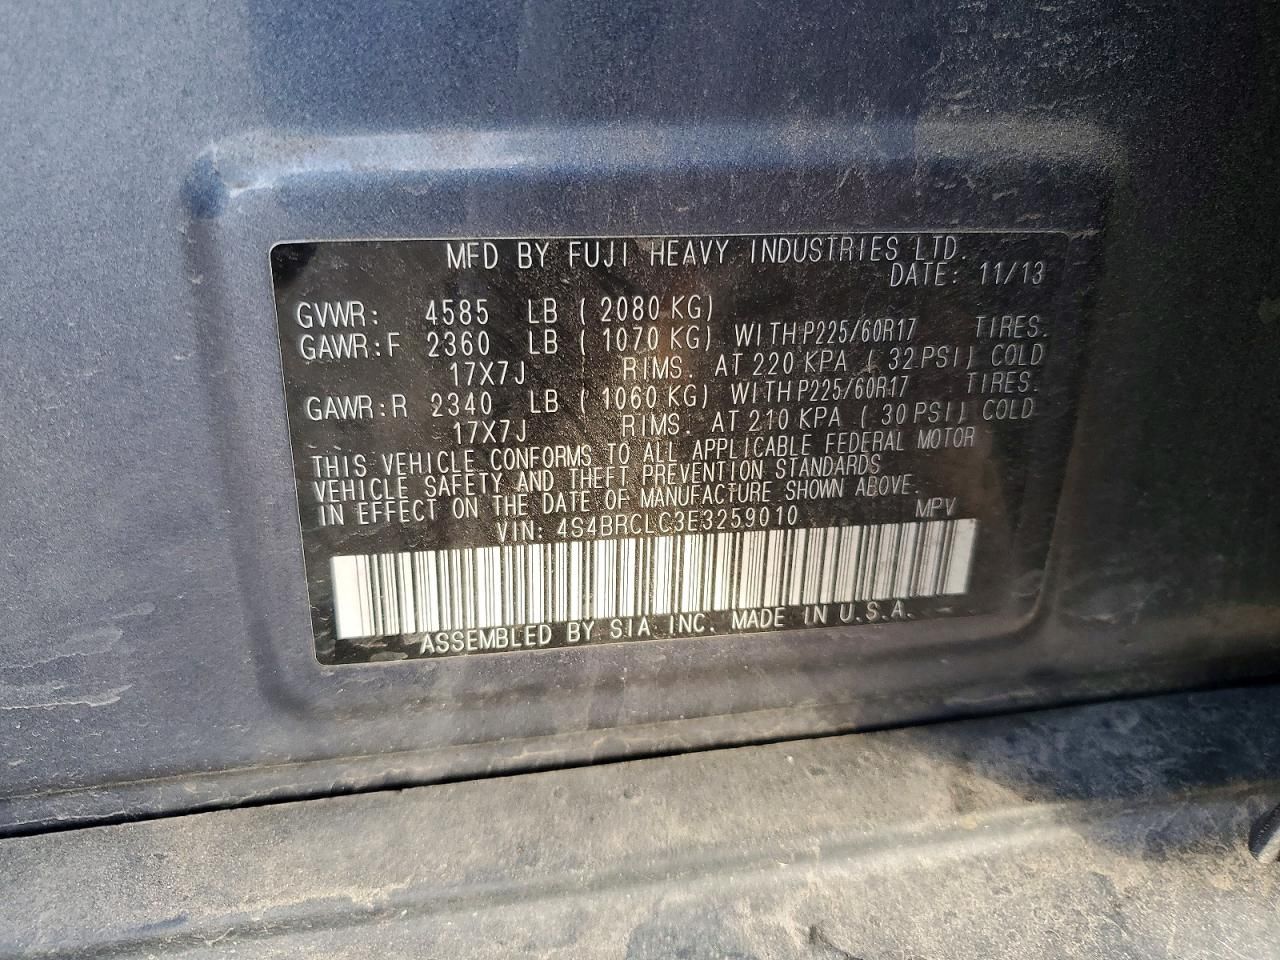 MFD BY FUJI HEAVY INDUSTRIES LTD.
DATE: 11/13
GVWR: 4585 LB ( 2080 KG)
GAWR: F 2360 LB ( 1070 KG) WITH P225/60R17 TIRES.
17X7J RIMS. AT 220 KPA ( 32 PSI) COLD
GAWR: R 2340 LB ( 1060 KG) WITH P225/60R17 TIRES.
17X7J RIMS. AT 210 KPA ( 30 PSI) COLD
THIS VEHICLE CONFORMS TO ALL APPLICABLE FEDERAL MOTOR
VEHICLE SAFETY AND THEFT PREVENTION STANDARDS
IN EFFECT ON THE DATE OF MANUFACTURE SHOWN ABOVE.
VIN: 4S4BRCLC3E3259010 MPV
ASSEMBLED BY SIA INC. MADE IN U.S.A.